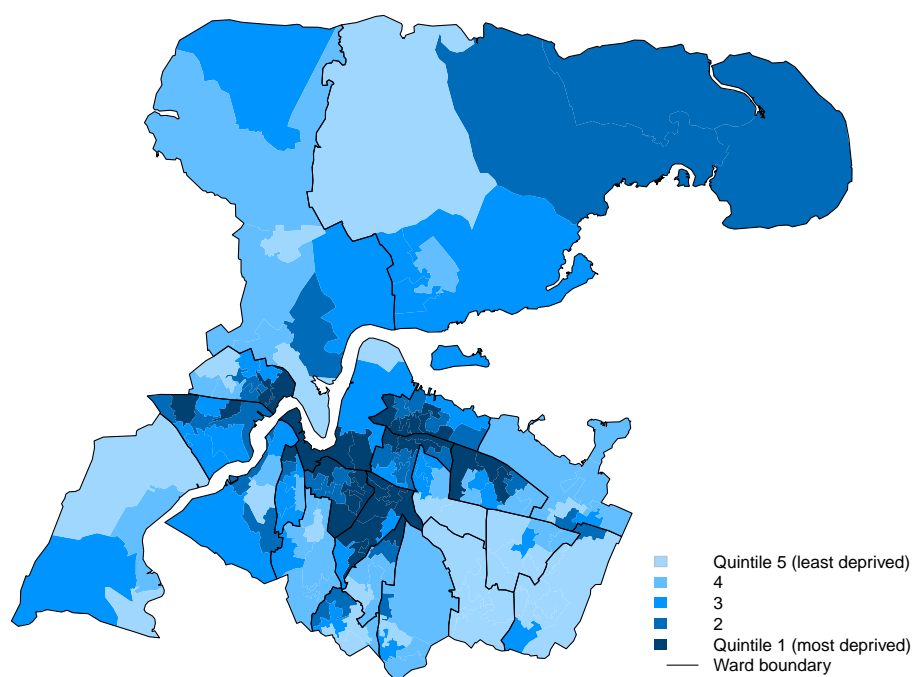 Quintile 5 (least deprived)
4
3
2
Quintile 1 (most deprived)
Ward boundary